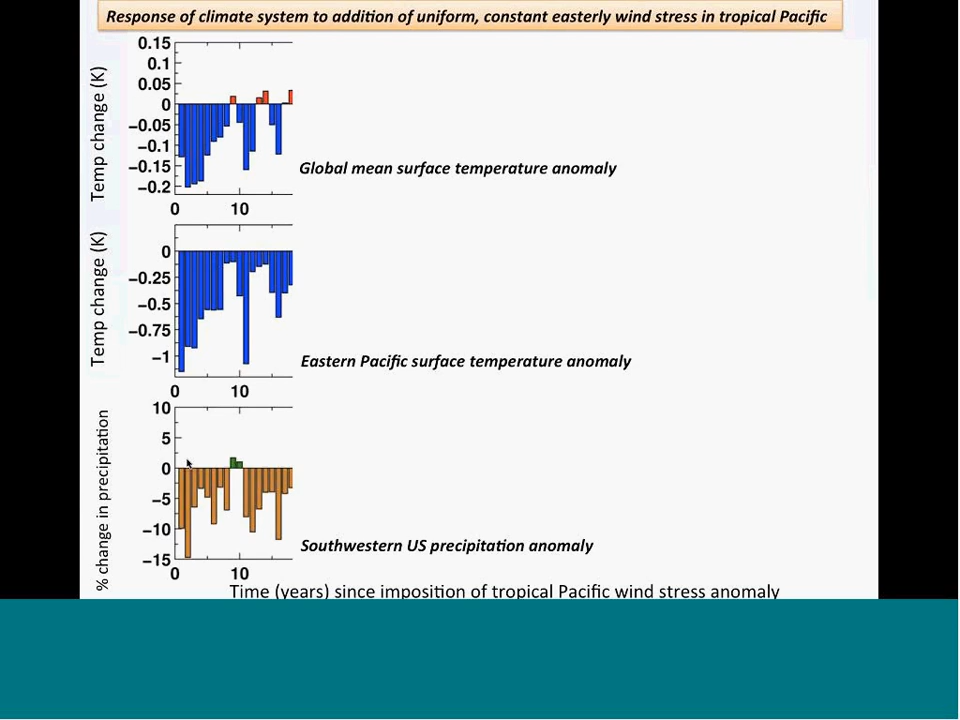 Response of climate system to addition of uniform, constant easterly wind stress in tropical Pacific
Temp change (K)
0.15
0.1
0.05
0
−0.05
−0.1
−0.15
−0.2
0 10
Global mean surface temperature anomaly
Temp change (K)
0
−0.25
−0.5
−0.75
−1
0 10
Eastern Pacific surface temperature anomaly
% change in precipitation
10
5
0
−5
−10
−15
0 10
Southwestern US precipitation anomaly
Time (years) since imposition of tropical Pacific wind stress anomaly